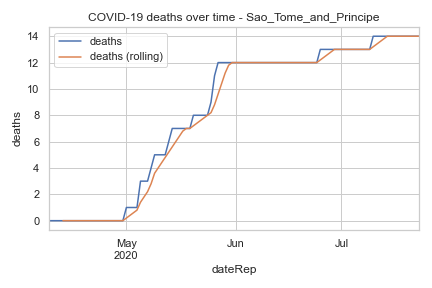 COVID-19 deaths over time - Sao_Tome_and_Principe
deaths
deaths (rolling)
14
12
10
8
6
4
2
0
deaths
May
2020
Jun
Jul
dateRep